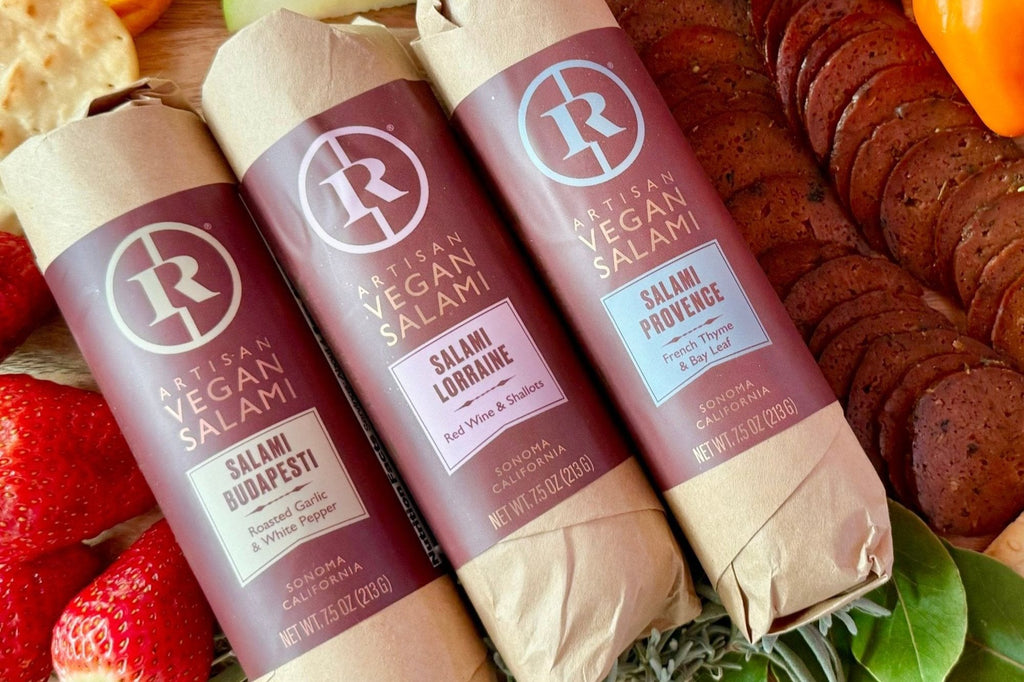 R
®
ARTISAN
VEGAN
SALAMI
SALAMI
BUDAPESTI
Roasted Garlic
& White Pepper
SONOMA
CALIFORNIA
NET WT. 7.5 OZ (213 G)
R
®
ARTISAN
VEGAN
SALAMI
SALAMI
LORRAINE
Red Wine & Shallots
SONOMA
CALIFORNIA
NET WT. 7.5 OZ (213 G)
R
®
ARTISAN
VEGAN
SALAMI
SALAMI
PROVENCE
French Thyme
& Bay Leaf
SONOMA
CALIFORNIA
NET WT. 7.5 OZ (213 G)